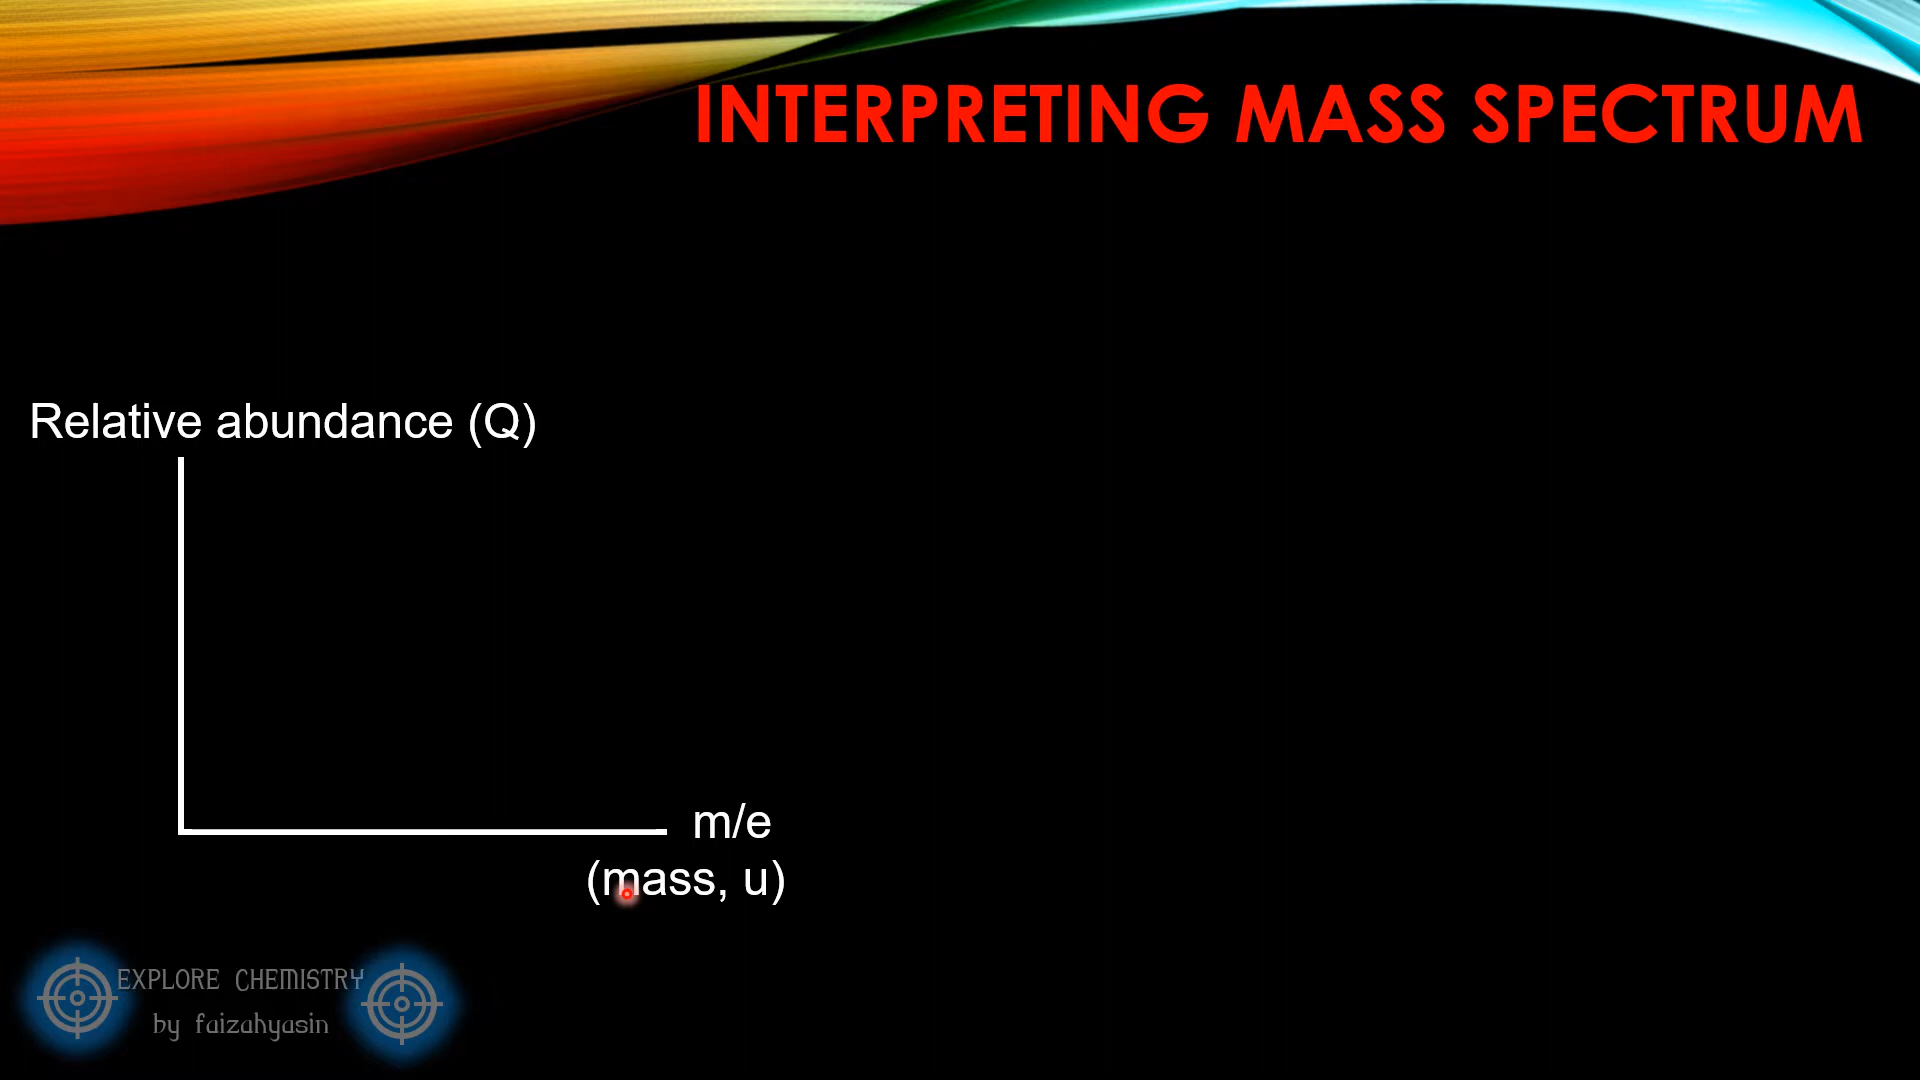 INTERPRETING MASS SPECTRUM
Relative abundance (Q)
m/e
(mass, u)
EXPLORE CHEMISTRY
by faizahyasin